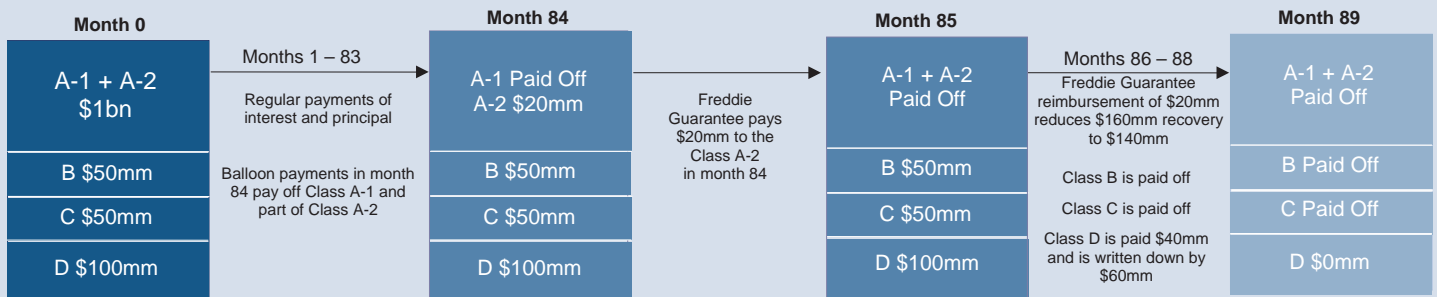 Month 0
A-1 + A-2
$1bn
B $50mm
C $50mm
D $100mm
Months 1 – 83
Regular payments of
interest and principal
Balloon payments in month
84 pay off Class A-1 and
part of Class A-2
Month 84
A-1 Paid Off
A-2 $20mm
B $50mm
C $50mm
D $100mm
Freddie
Guarantee pays
$20mm to the
Class A-2
in month 84
Month 85
A-1 + A-2
Paid Off
B $50mm
C $50mm
D $100mm
Months 86 – 88
Freddie Guarantee
reimbursement of $20mm
reduces $160mm recovery
to $140mm
Class B is paid off
Class C is paid off
Class D is paid $40mm
and is written down by
$60mm
Month 89
A-1 + A-2
Paid Off
B Paid Off
C Paid Off
D $0mm